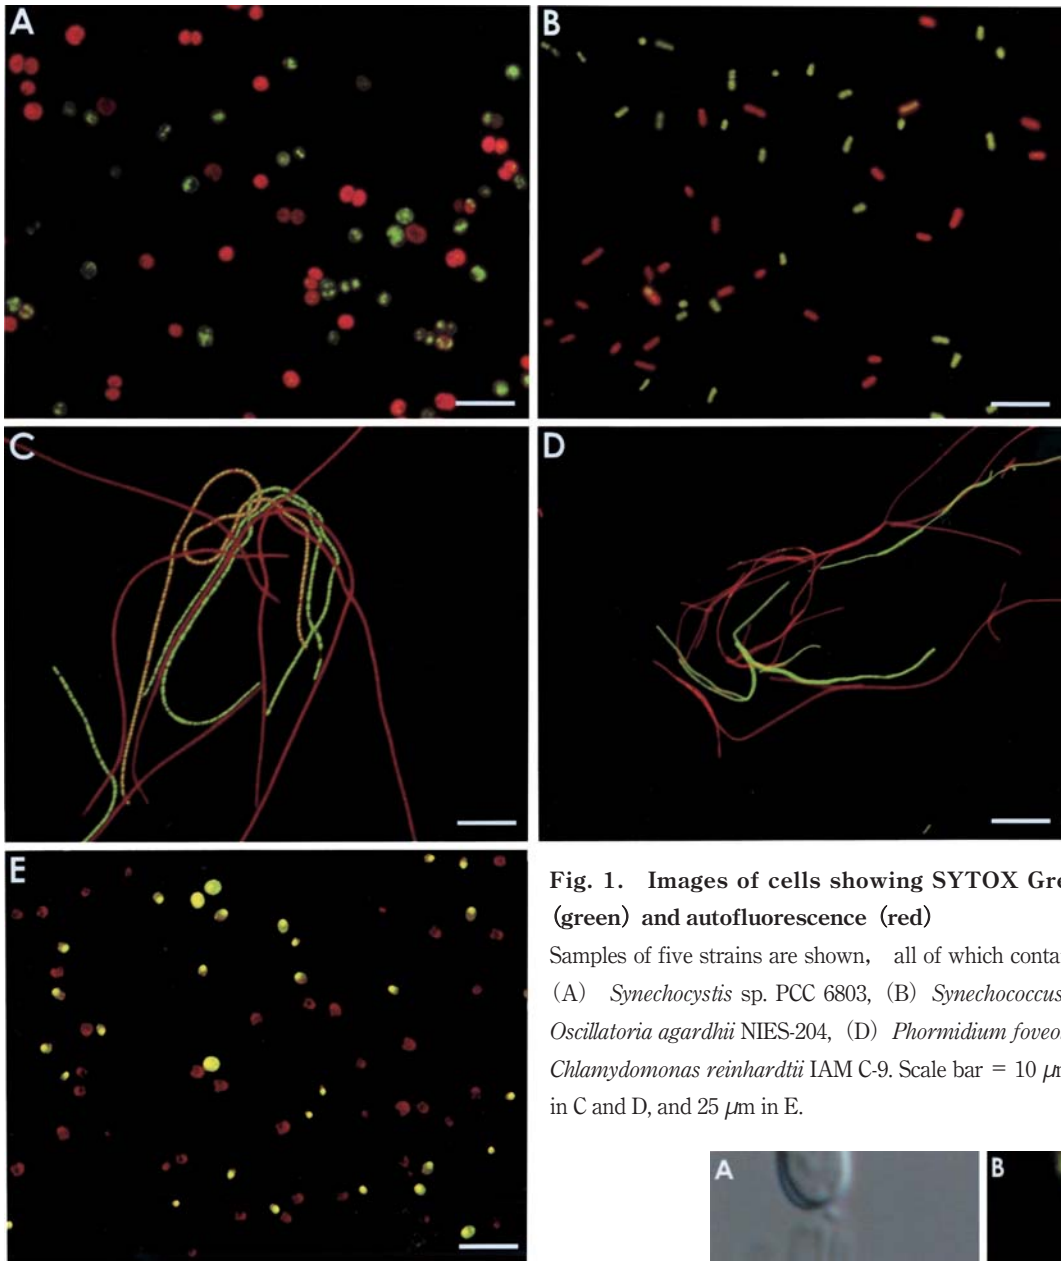 A
B
C
D
E
Fig. 1. Images of cells showing SYTOX Gre
(green) and autofluorescence (red)
Samples of five strains are shown, all of which conta
(A) Synechocystis sp. PCC 6803, (B) Synechococcus
Oscillatoria agardhii NIES-204, (D) Phormidium foveo
Chlamydomonas reinhardtii IAM C-9. Scale bar = 10 μm
in C and D, and 25 μm in E.
A
B